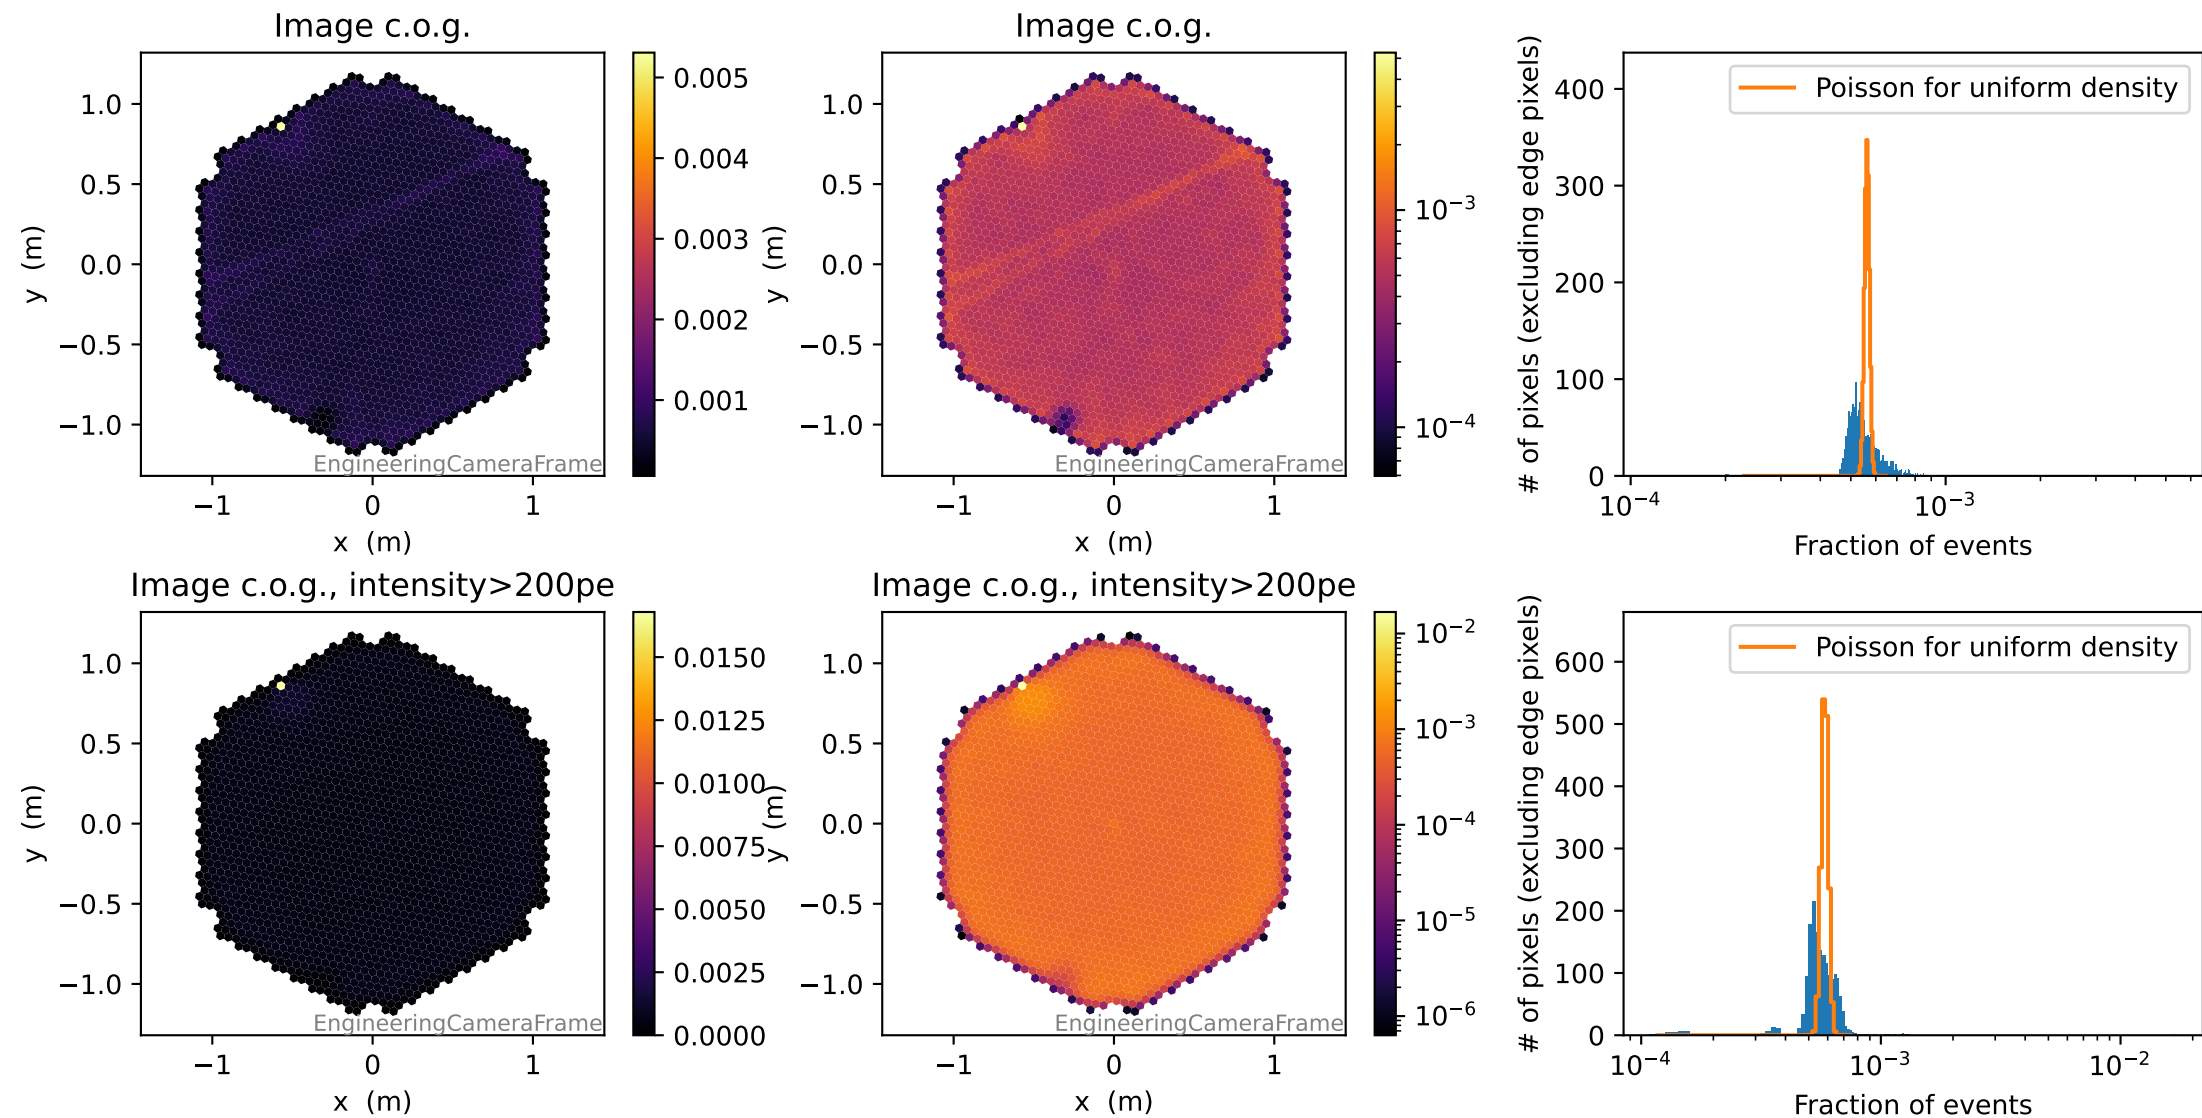 Image c.o.g.
1.0
0.5
0.0
−0.5
−1.0
y (m)
−1 0 1
x (m)
EngineeringCameraFrame
0.005
0.004
0.003
0.002
0.001
Image c.o.g.
1.0
0.5
0.0
−0.5
−1.0
y (m)
−1 0 1
x (m)
EngineeringCameraFrame
10−3
10−4
# of pixels (excluding edge pixels)
400
300
200
100
0
Poisson for uniform density
10−4 10−3
Fraction of events
Image c.o.g., intensity>200pe
1.0
0.5
0.0
−0.5
−1.0
y (m)
−1 0 1
x (m)
EngineeringCameraFrame
0.0150
0.0125
0.0100
0.0075
0.0050
0.0025
0.0000
Image c.o.g., intensity>200pe
1.0
0.5
0.0
−0.5
−1.0
y (m)
−1 0 1
x (m)
EngineeringCameraFrame
10−2
10−3
10−4
10−5
10−6
# of pixels (excluding edge pixels)
600
500
400
300
200
100
0
Poisson for uniform density
10−4 10−3 10−2
Fraction of events